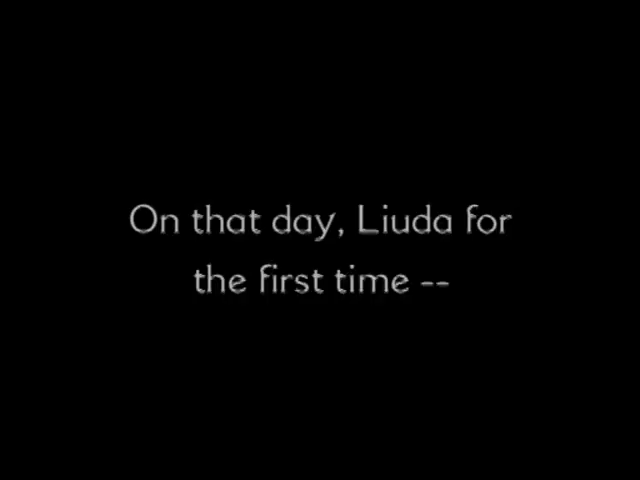 On that day, Liuda for
the first time --